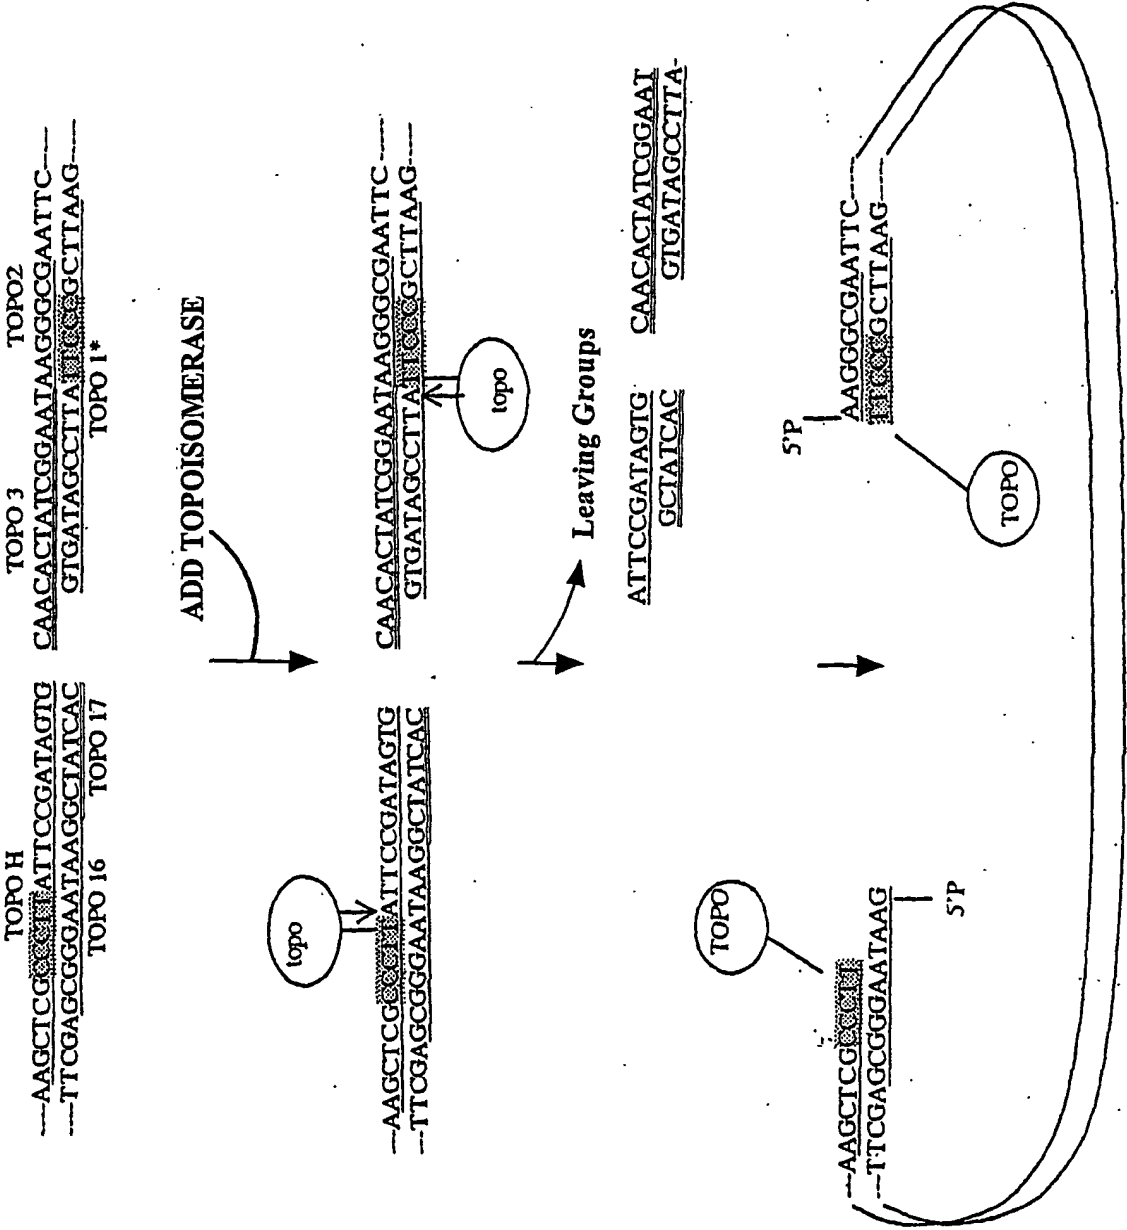 TOPO H TOPO 3 TOPO2
----AAGCTCGCCCTTATTCCGATAGTG CAACACTATCGGAATAAGGGCGAATTC----
----TTCGAGCGGGAATAAGGCTATCAC GTGATAGCCTTATTCCCGCTTAAG----
TOPO 16 TOPO 17 TOPO 1*
ADD TOPOISOMERASE
topo
---AAGCTCGCCCTTATTCCGATAGTG CAACACTATCGGAATAAGGGCGAATTC----
---TTCGAGCGGGAATAAGGCTATCAC GTGATAGCCTTATTCCCGCTTAAG----
topo
Leaving Groups
ATTCCGATAGTG CAACACTATCGGAAT
GCTATCAC GTGATAGCCTTA-
TOPO 5'P
---AAGCTCGCCCTT AAGGGCGAATTC----
---TTCGAGCGGGAATAAG TTCCCGCTTAAG----
5'P TOPO